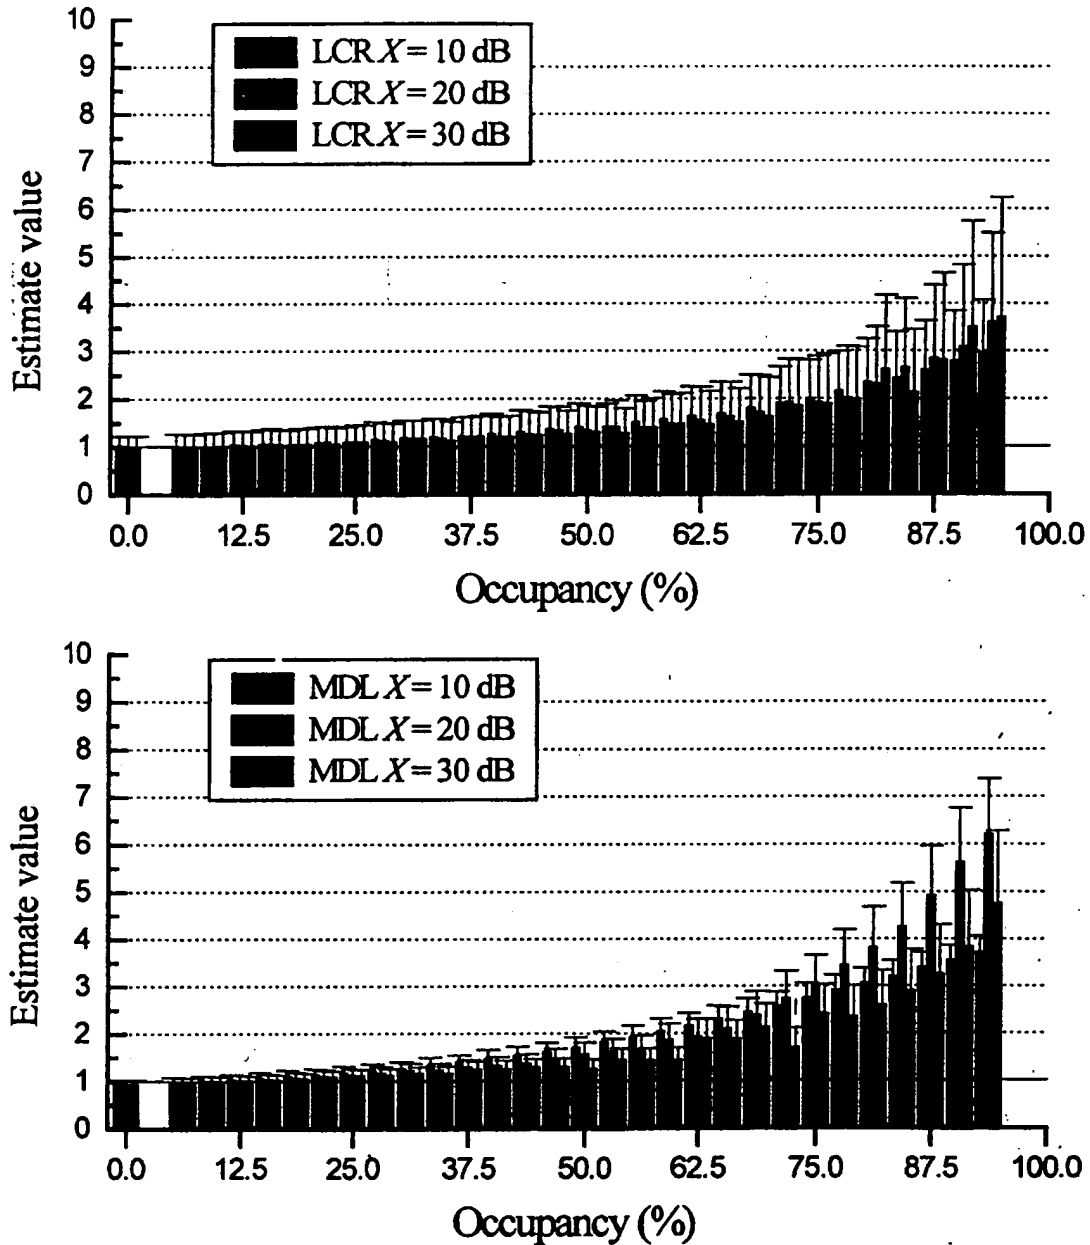 10
9
8
7
6
5
4
3
2
1
0
Estimate value
LCR X = 10 dB
LCR X = 20 dB
LCR X = 30 dB
0.0 12.5 25.0 37.5 50.0 62.5 75.0 87.5 100.0
Occupancy (%)
10
9
8
7
6
5
4
3
2
1
0
Estimate value
MDL X = 10 dB
MDL X = 20 dB
MDL X = 30 dB
0.0 12.5 25.0 37.5 50.0 62.5 75.0 87.5 100.0
Occupancy (%)